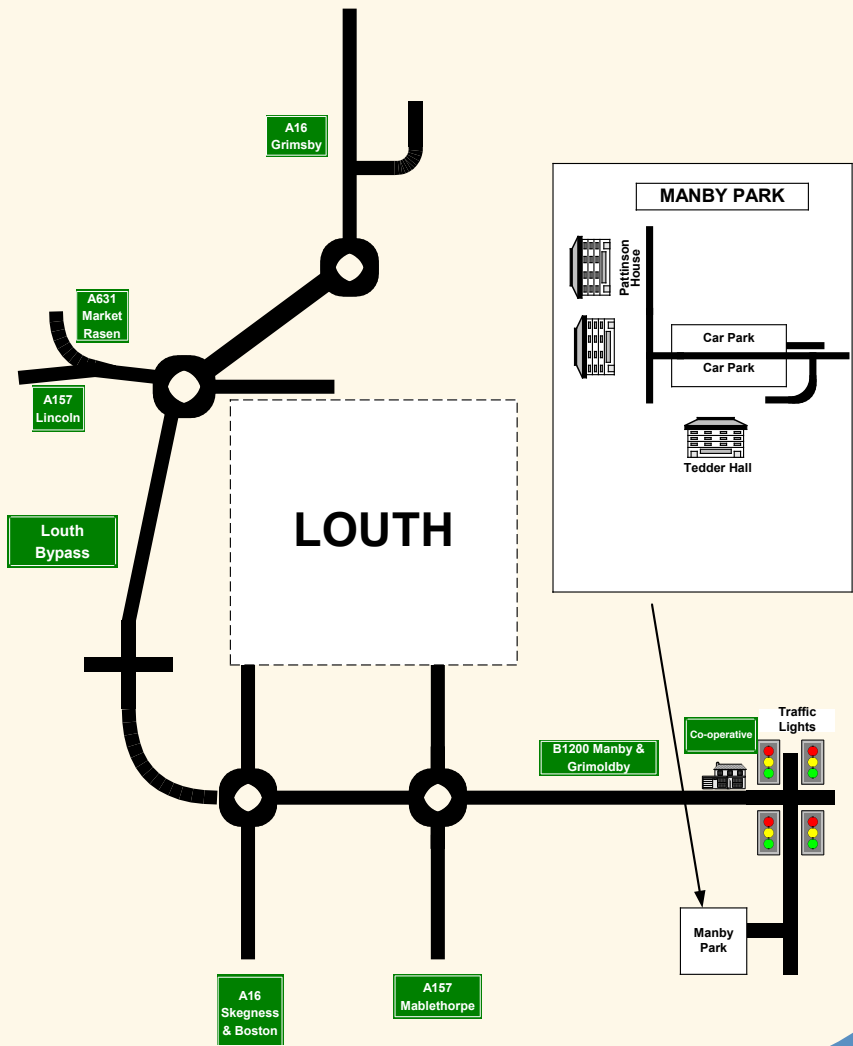 A16
Grimsby
MANBY PARK
Pattinson
House
A631
Market
Rasen
Car Park
Car Park
A157
Lincoln
Tedder Hall
LOUTH
Louth
Bypass
Traffic
Lights
Co-operative
B1200 Manby &
Grimoldby
Manby
Park
A16
Skegness
& Boston
A157
Mablethorpe